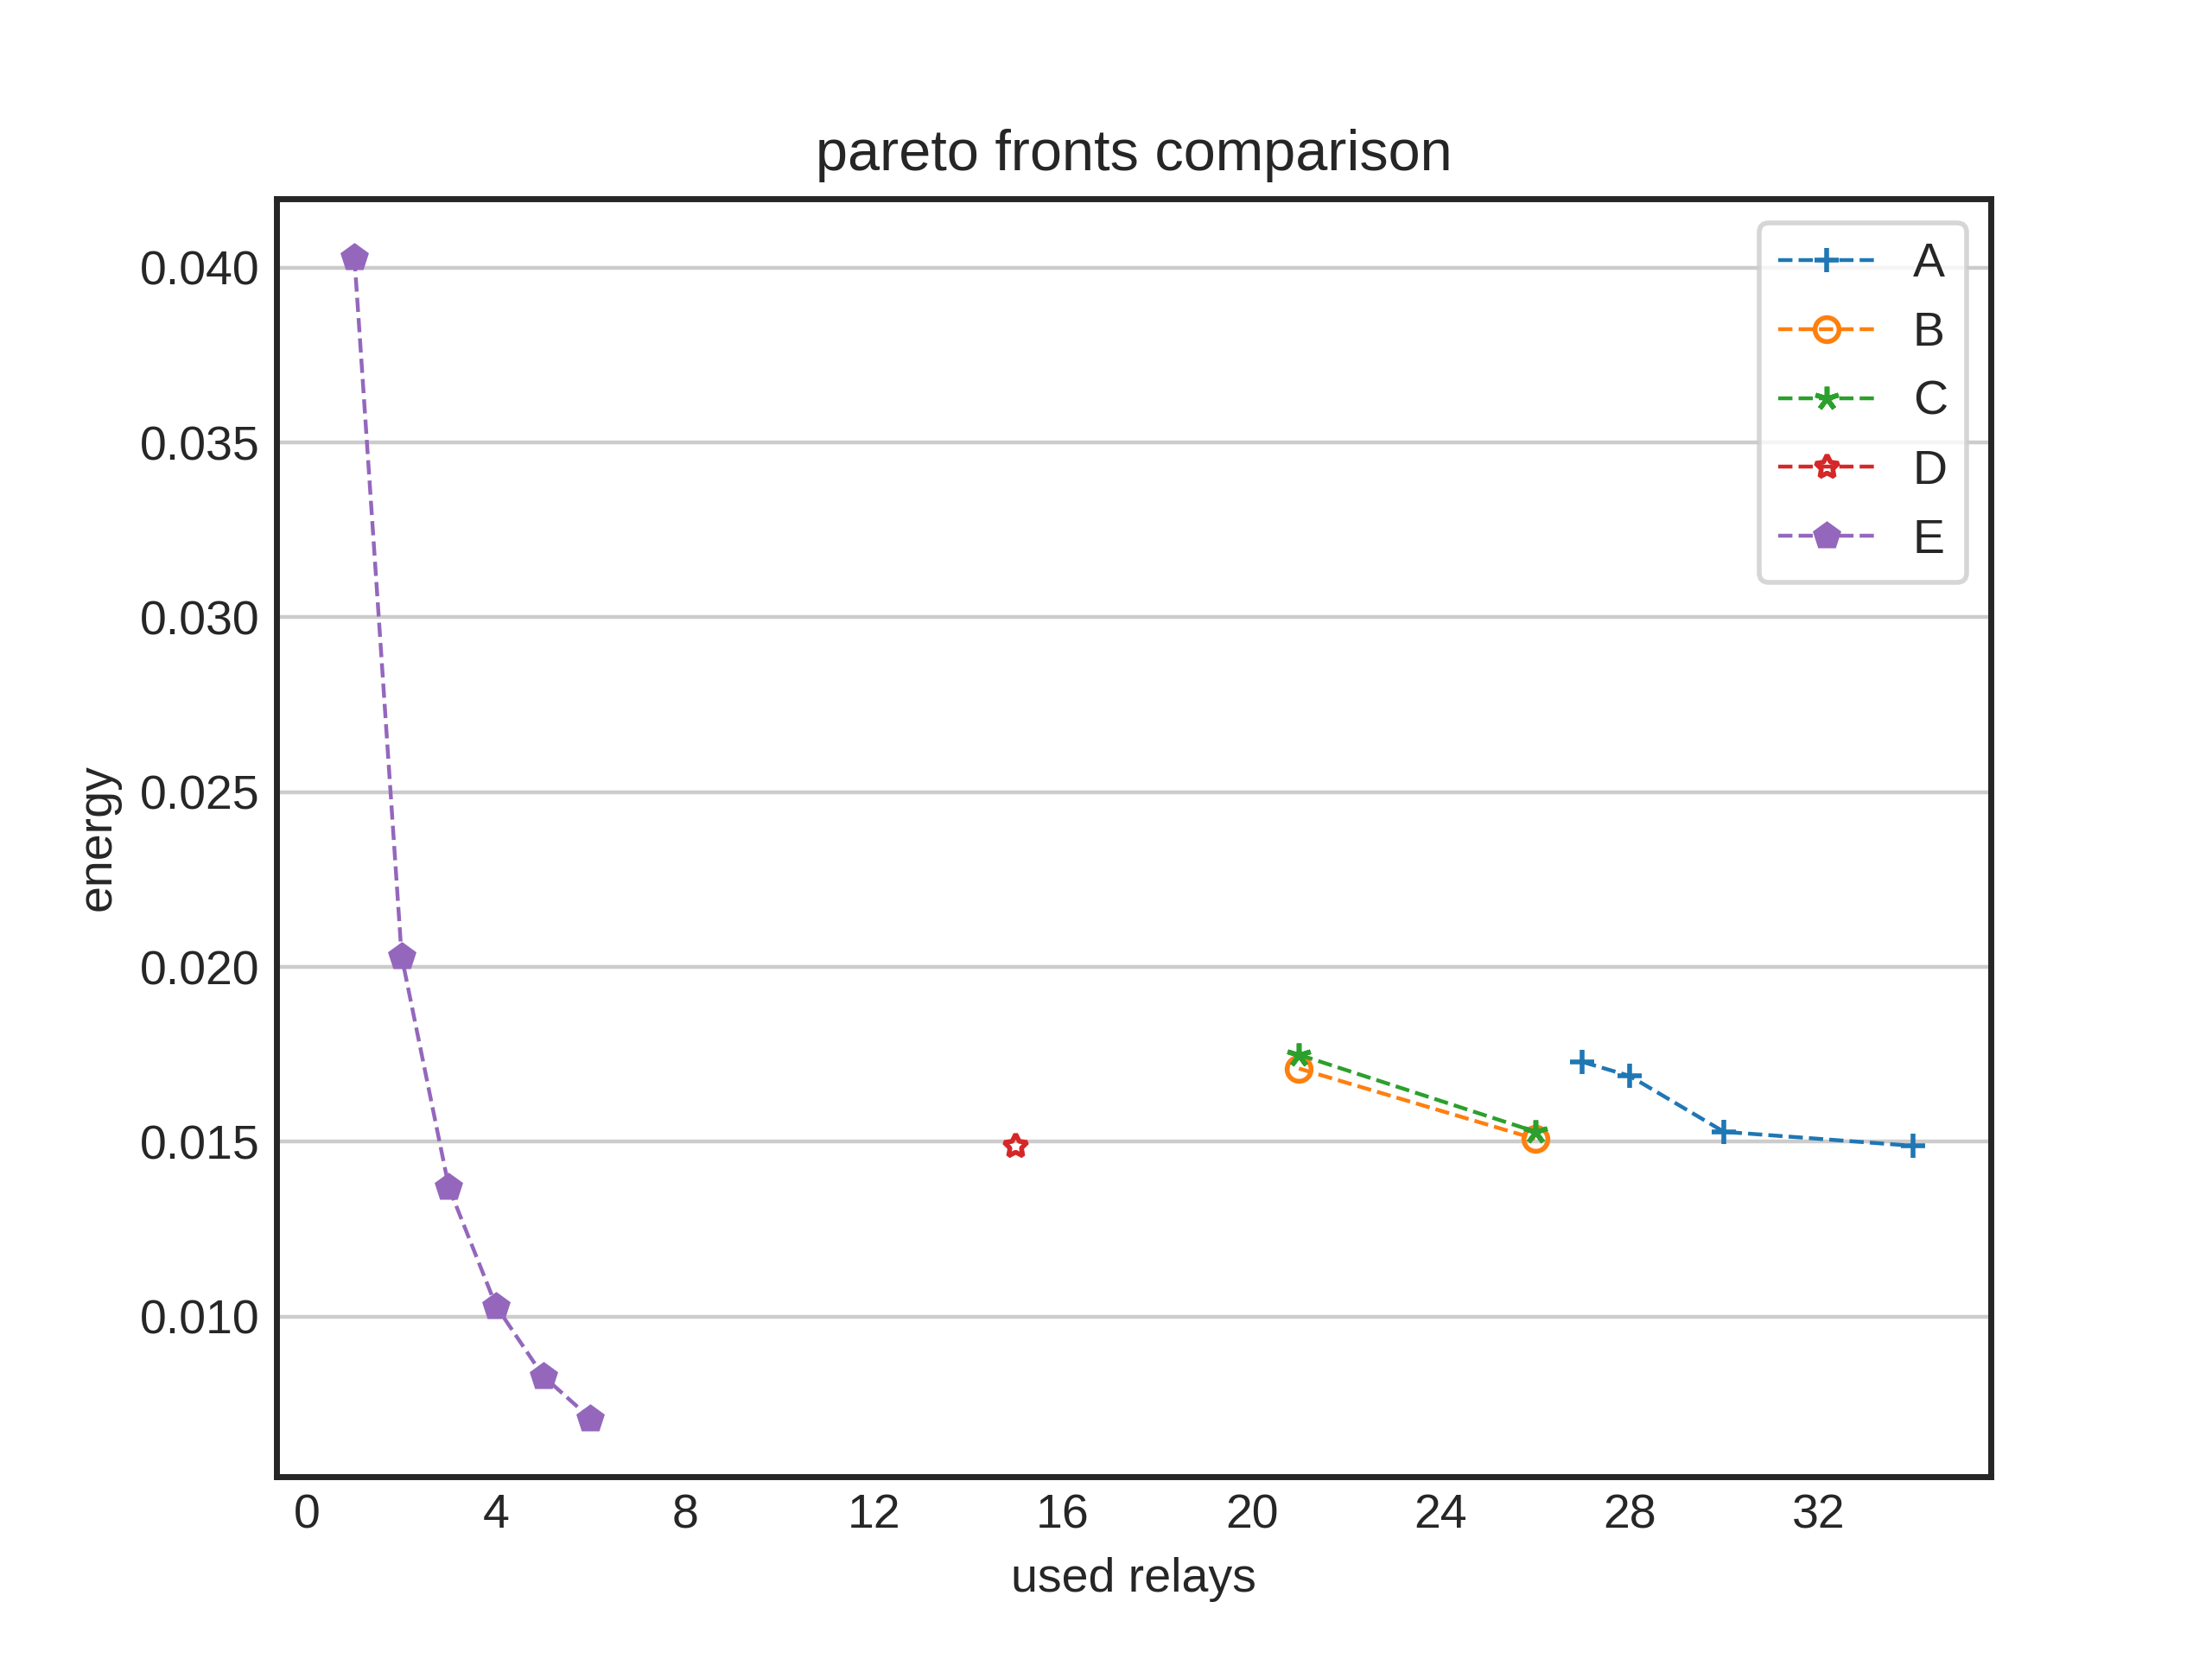 pareto fronts comparison
0.040
0.035
0.030
0.025
0.020
0.015
0.010
energy
A
B
C
D
E
0 4 8 12 16 20 24 28 32
used relays